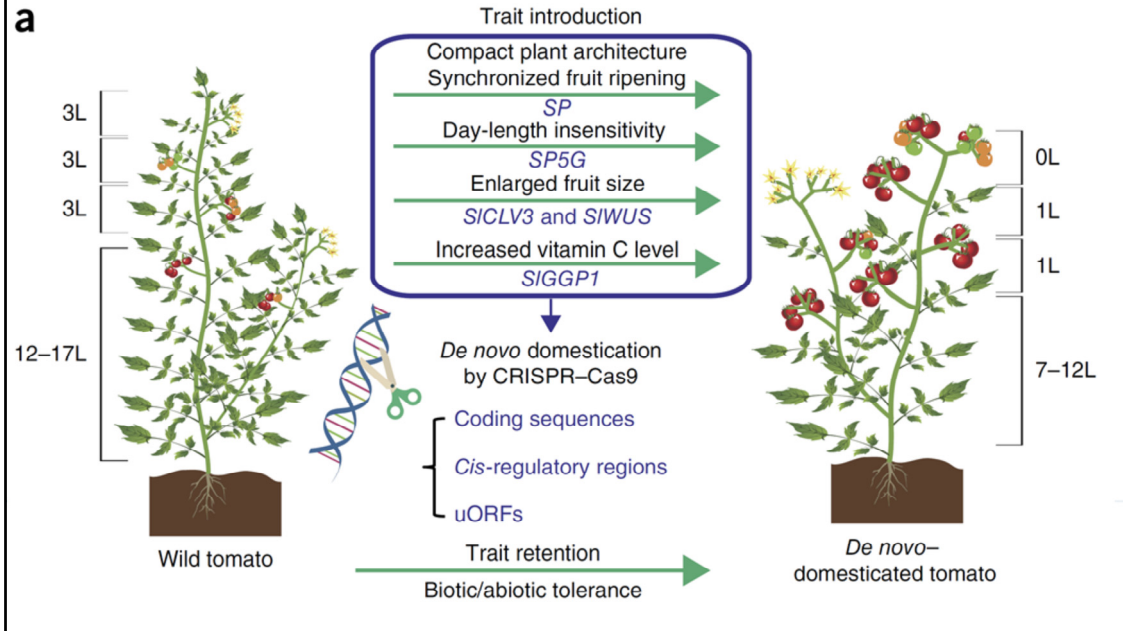 a
Trait introduction
Compact plant architecture
Synchronized fruit ripening
SP
Day-length insensitivity
SP5G
Enlarged fruit size
SlCLV3 and SlWUS
Increased vitamin C level
SlGGP1
3L
3L
3L
12–17L
De novo domestication
by CRISPR–Cas9
Coding sequences
Cis-regulatory regions
uORFs
0L
1L
1L
7–12L
Wild tomato
Trait retention
Biotic/abiotic tolerance
De novo–
domesticated tomato